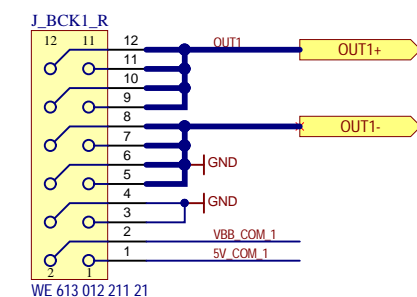 J_BCK1_R
12 11 12 OUT1 OUT1+
11
10
9
8 OUT1-
7
6 GND
5
4 GND
3
2 VBB_COM_1
2 1 1 5V_COM_1
WE 613 012 211 21